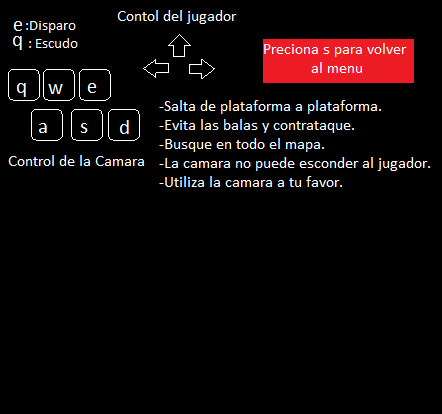 Contol del jugador
e :Disparo
q : Escudo
Preciona s para volver
al menu
q w e
a s d
Control de la Camara
-Salta de plataforma a plataforma.
-Evita las balas y contrataque.
-Busque en todo el mapa.
-La camara no puede esconder al jugador.
-Utiliza la camara a tu favor.